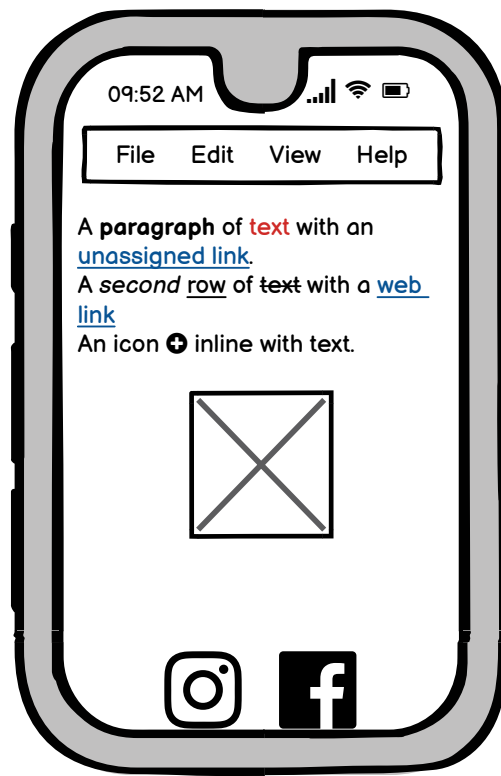 09:52 AM
File Edit View Help
A paragraph of text with an
unassigned link.
A second row of text with a web
link
An icon inline with text.